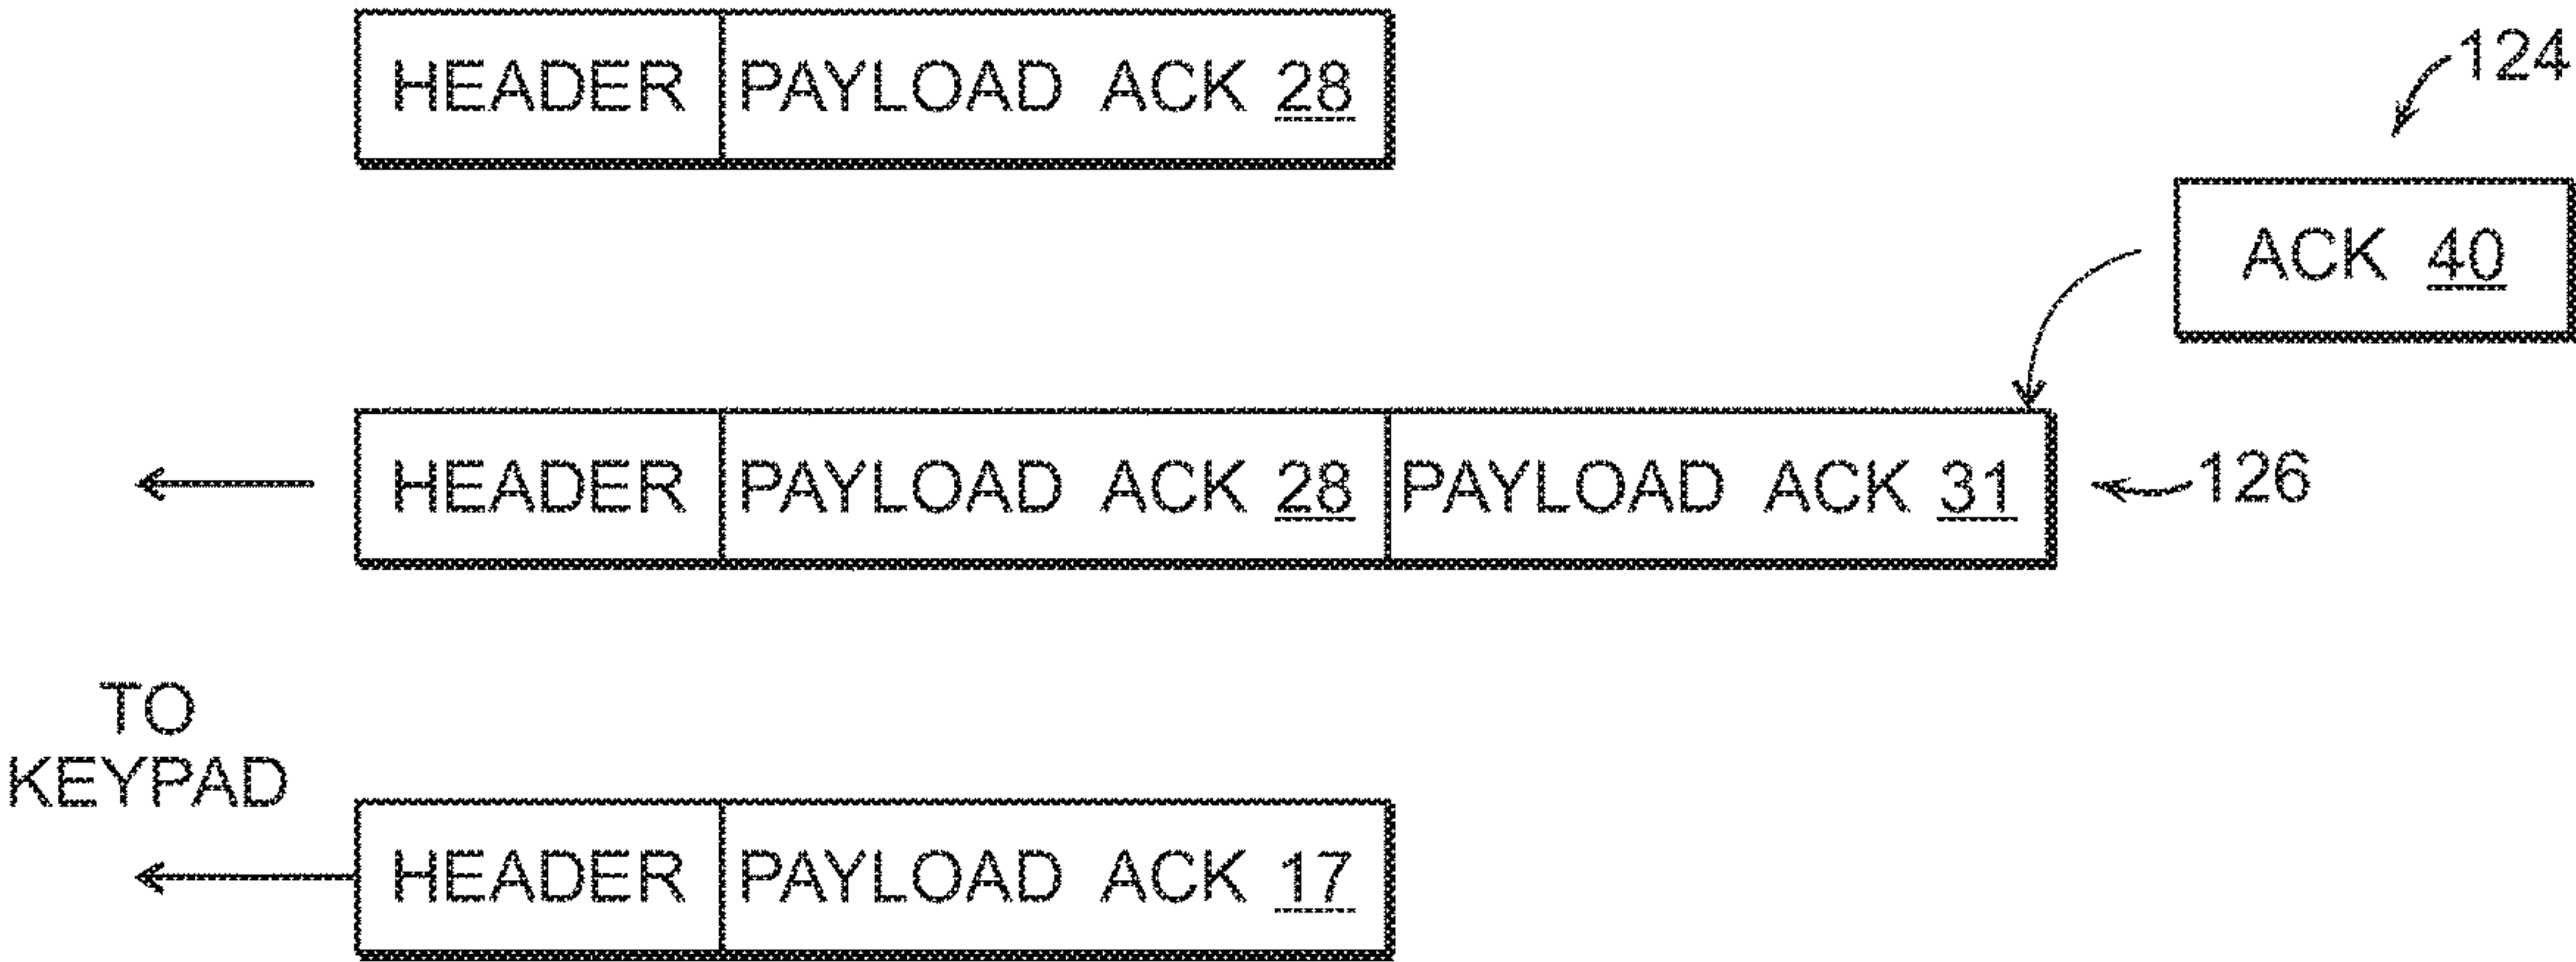 HEADER PAYLOAD ACK 28
124
ACK 40
HEADER PAYLOAD ACK 28 PAYLOAD ACK 31
126
TO
KEYPAD
HEADER PAYLOAD ACK 17